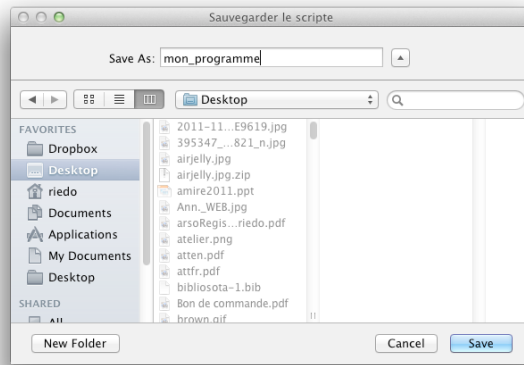 Sauvegarder le scripte
Save As: mon_programme
Desktop
FAVORITES
Dropbox
Desktop
riedo
Documents
Applications
My Documents
Desktop
SHARED
All
2011-11...E9619.jpg
395347_...821_n.jpg
airjelly.jpg
airjelly.jpg.zip
amire2011.ppt
Ann._WEB.jpg
arsoRegis...riedo.pdf
atelier.png
atten.pdf
attfr.pdf
bibliosota-1.bib
Bon de commande.pdf
brown.gif
New Folder
Cancel
Save